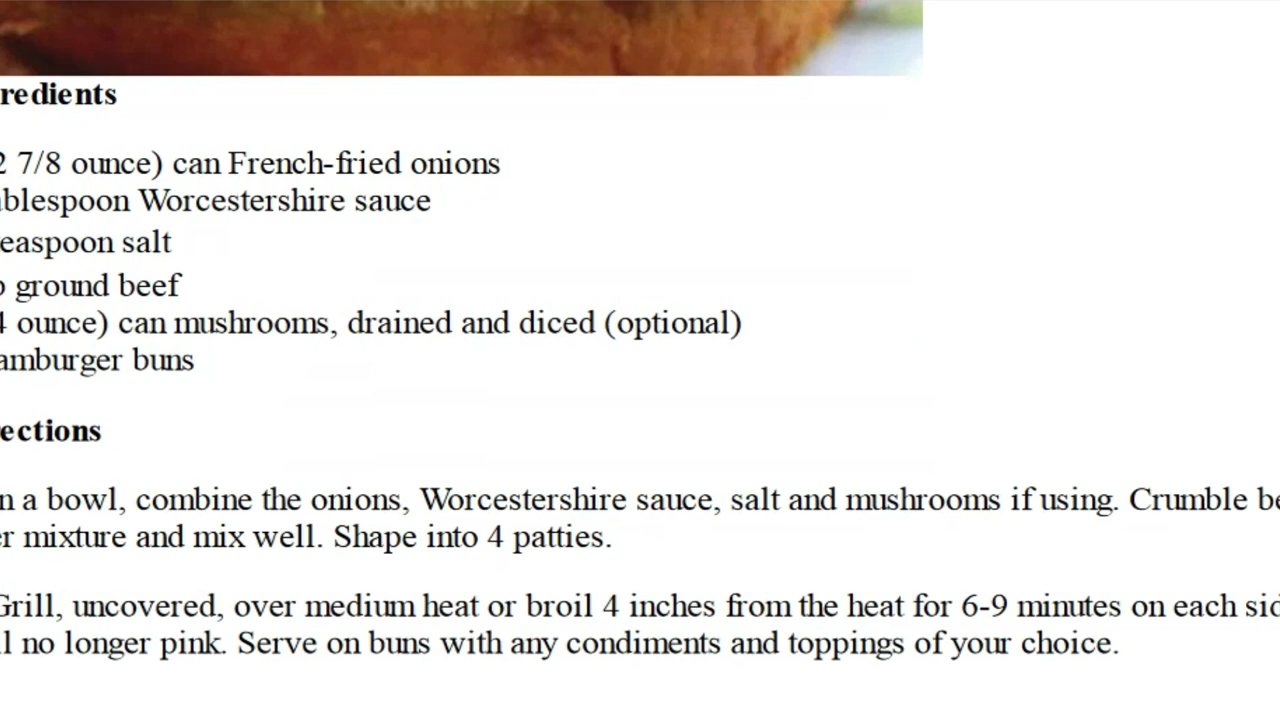 redients
2 7/8 ounce) can French-fried onions
ablespoon Worcestershire sauce
easpoon salt
ground beef
4 ounce) can mushrooms, drained and diced (optional)
amburger buns
ections
n a bowl, combine the onions, Worcestershire sauce, salt and mushrooms if using. Crumble be
er mixture and mix well. Shape into 4 patties.
Grill, uncovered, over medium heat or broil 4 inches from the heat for 6-9 minutes on each sid
ll no longer pink. Serve on buns with any condiments and toppings of your choice.